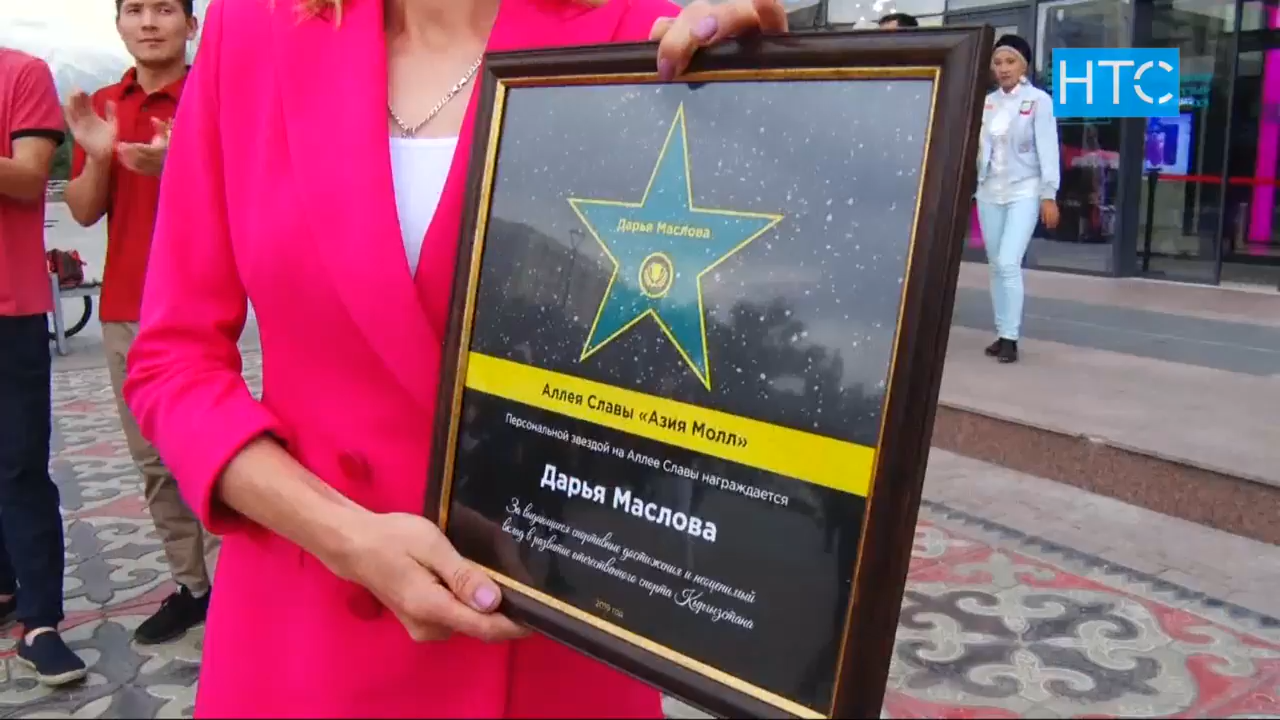 НТС
Дарья Маслова
Аллея Славы «Азия Молл»
Персональной звездой на Аллее Славы награждается
Дарья Маслова
За выдающиеся спортивные достижения и неоценимый
вклад в развитие отечественного спорта Кыргызстана
2019 год